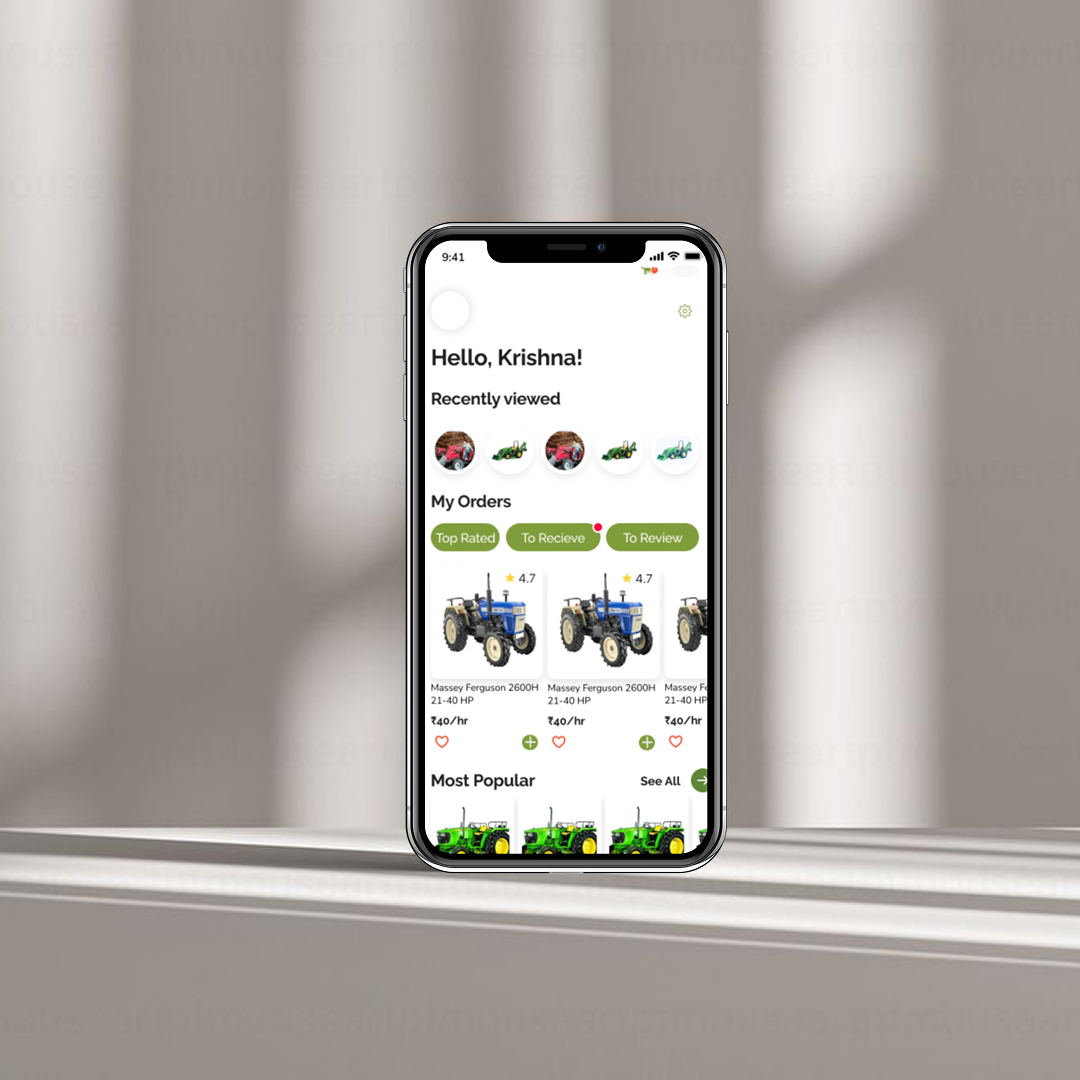 9:41
Hello, Krishna!
Recently viewed
My Orders
Top Rated
To Recieve
To Review
4.7
4.7
Massey Ferguson 2600H
21-40 HP
₹40/hr
Massey Ferguson 2600H
21-40 HP
₹40/hr
Massey Fe
21-40 HP
₹40/hr
Most Popular
See All